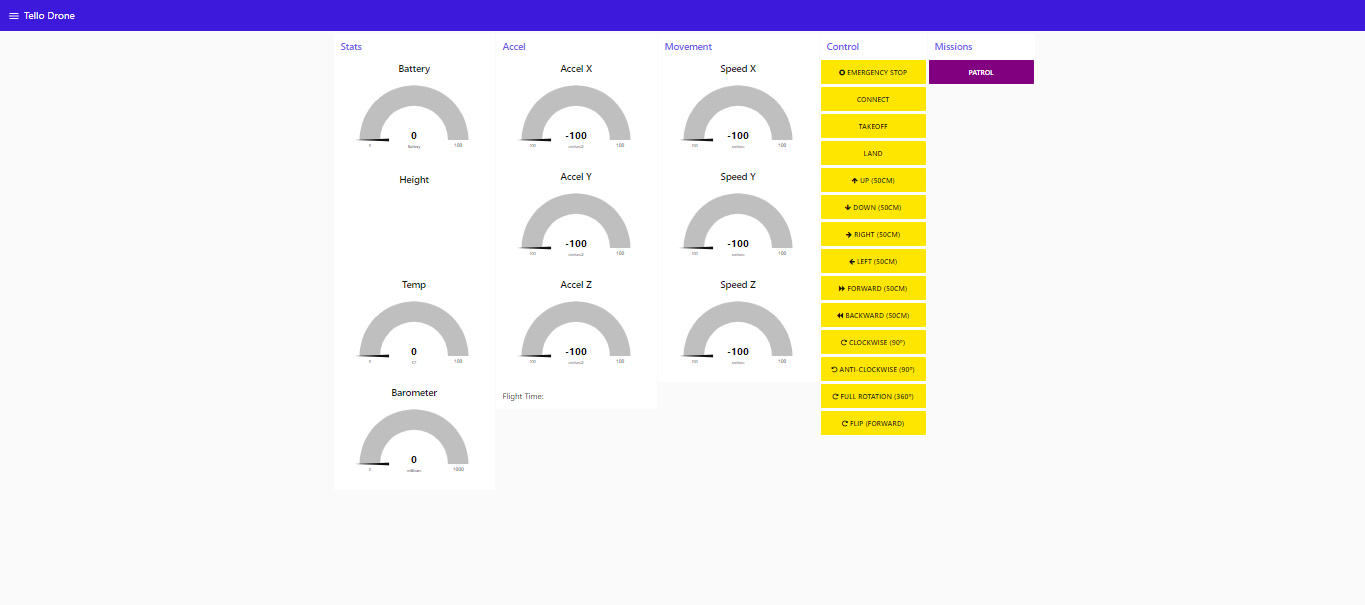 Tello Drone
Stats
Battery
0
0
Battery
100
Height
Temp
0
0
C°
100
Barometer
0
0
millibars
1000
Accel
Accel X
-100
-100
cm/sec2
100
Accel Y
-100
-100
cm/sec2
100
Accel Z
-100
-100
cm/sec2
100
Flight Time:
Movement
Speed X
-100
-100
cm/sec
100
Speed Y
-100
-100
cm/sec
100
Speed Z
-100
-100
cm/sec
100
Control
EMERGENCY STOP
CONNECT
TAKEOFF
LAND
UP (50CM)
DOWN (50CM)
RIGHT (50CM)
LEFT (50CM)
FORWARD (50CM)
BACKWARD (50CM)
CLOCKWISE (90º)
ANTI-CLOCKWISE (90º)
FULL ROTATION (360º)
FLIP (FORWARD)
Missions
PATROL